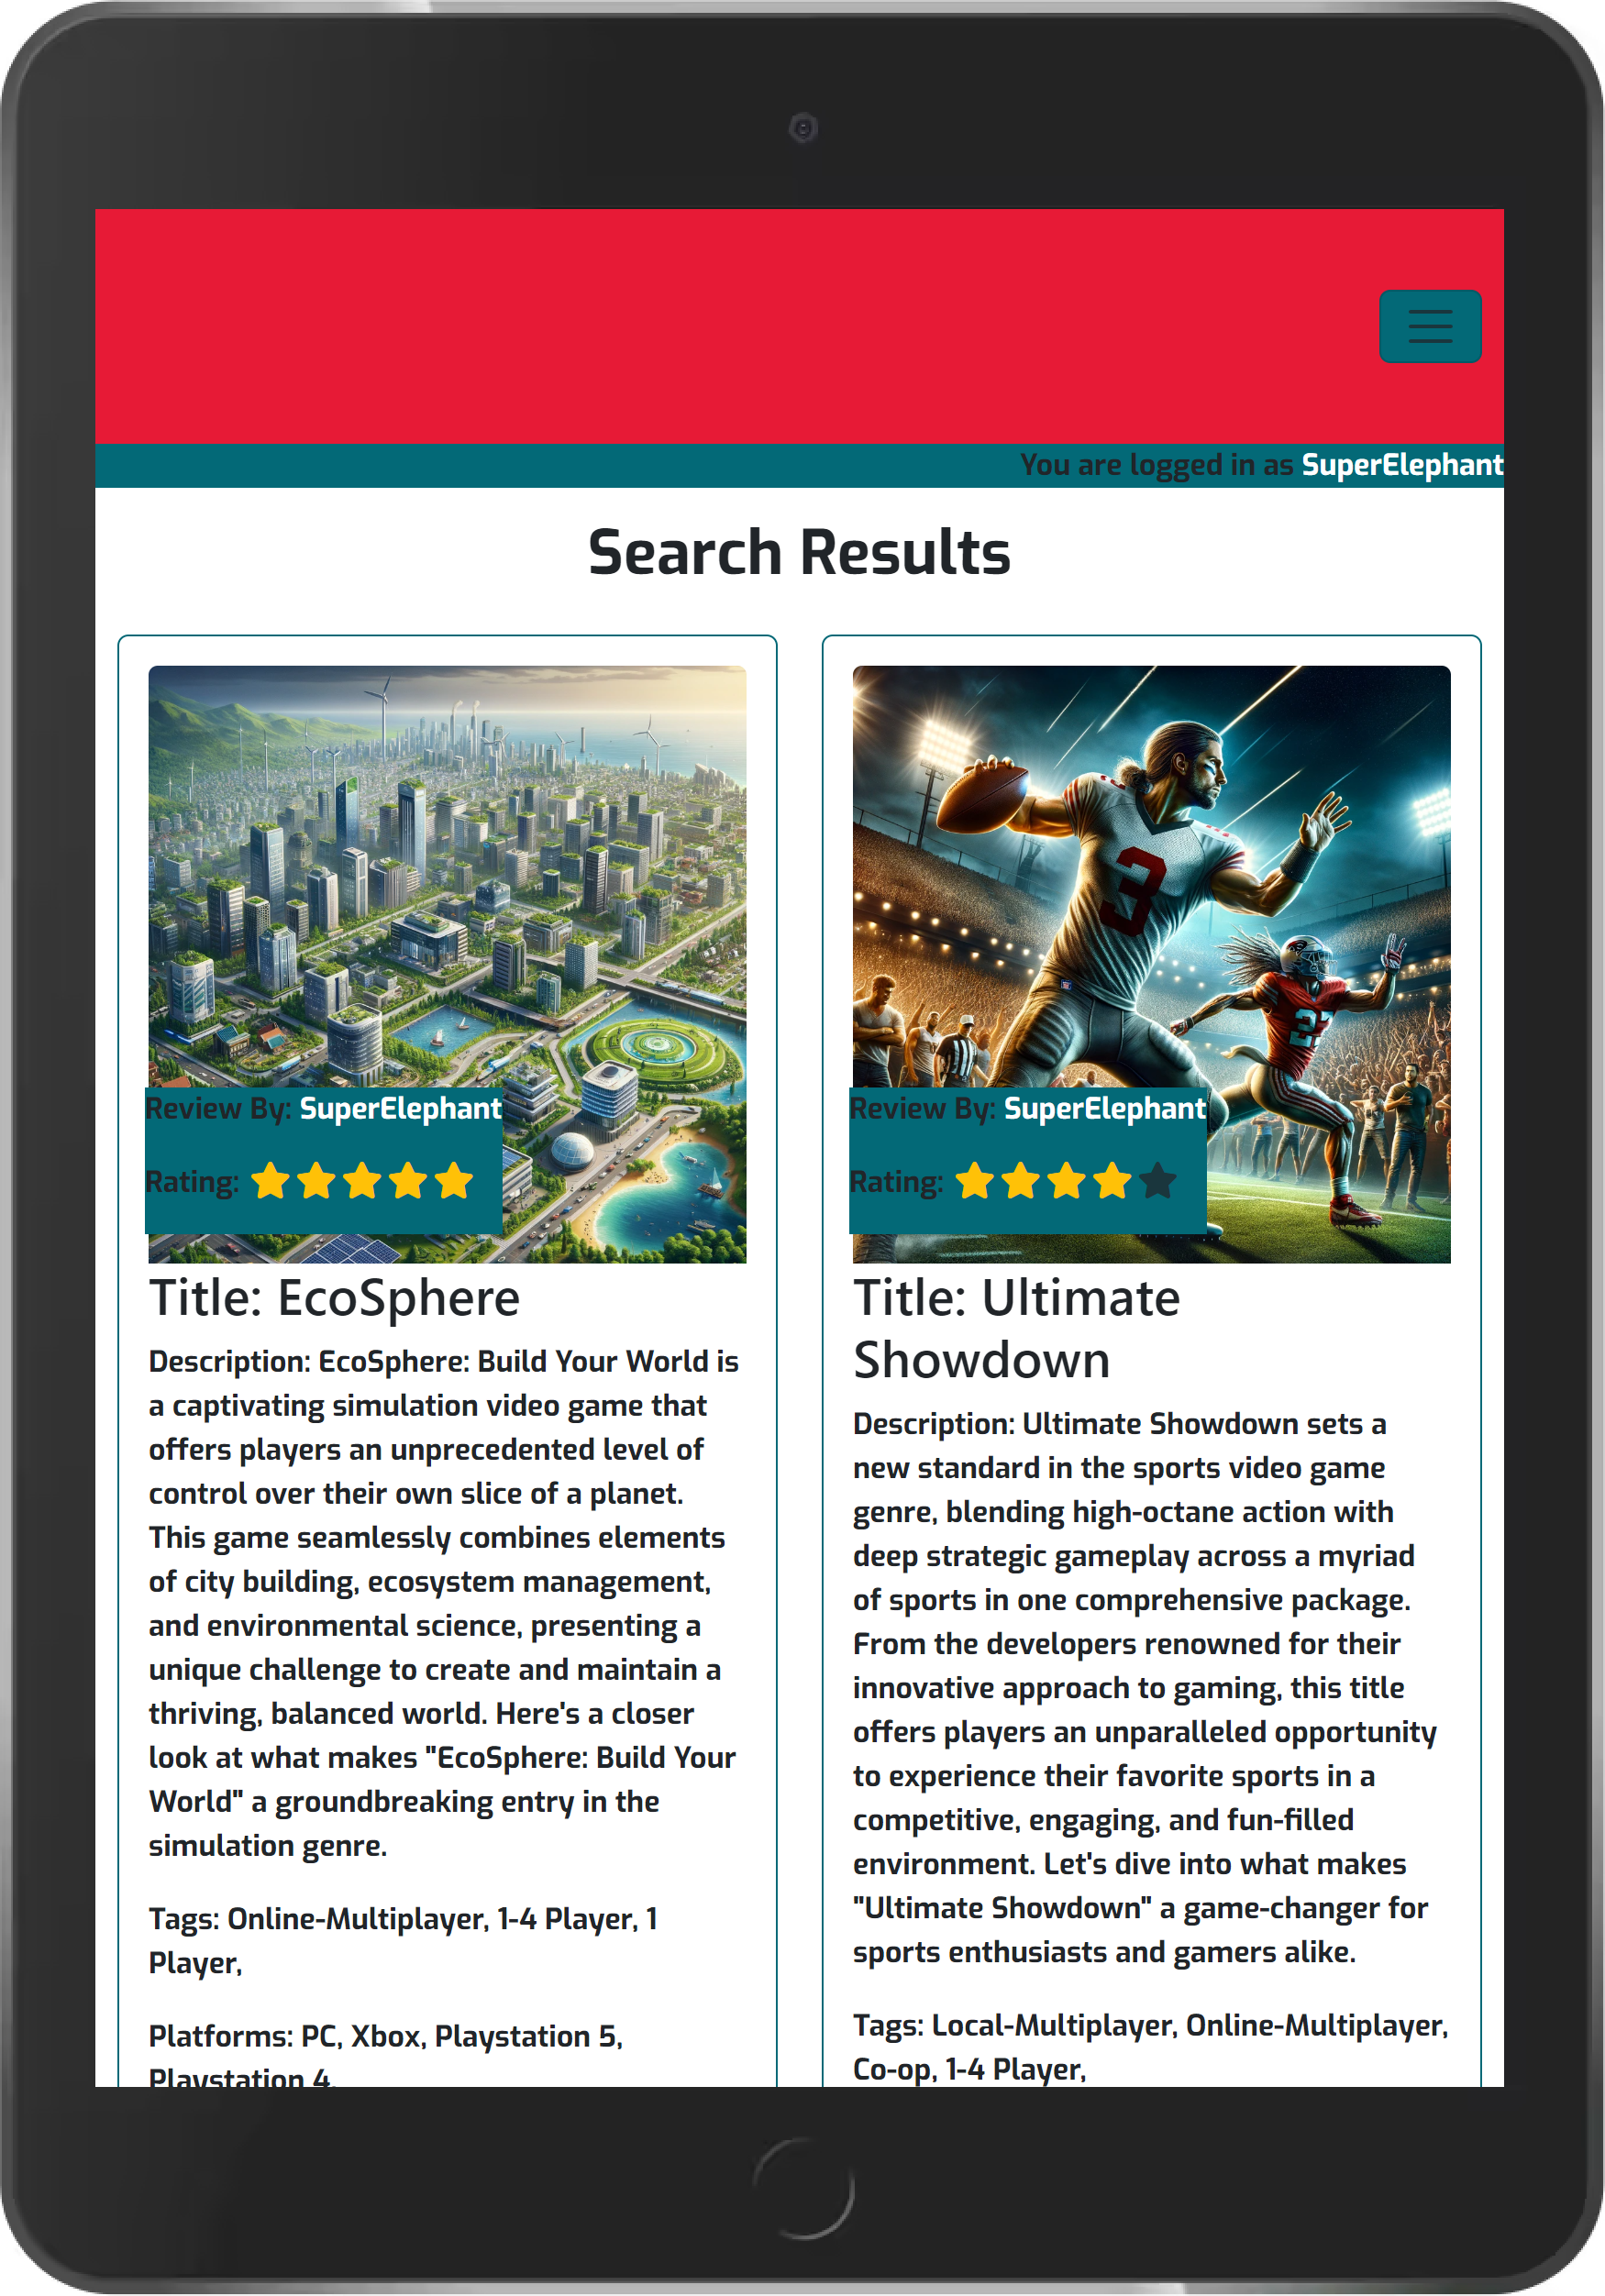 You are logged in as SuperElephant
Search Results
Review By: SuperElephant
Rating:
Title: EcoSphere
Description: EcoSphere: Build Your World is
a captivating simulation video game that
offers players an unprecedented level of
control over their own slice of a planet.
This game seamlessly combines elements
of city building, ecosystem management,
and environmental science, presenting a
unique challenge to create and maintain a
thriving, balanced world. Here's a closer
look at what makes "EcoSphere: Build Your
World" a groundbreaking entry in the
simulation genre.
Tags: Online-Multiplayer, 1-4 Player, 1
Player,
Platforms: PC, Xbox, Playstation 5,
Playstation 4,
3
23
Review By: SuperElephant
Rating:
Title: Ultimate
Showdown
Description: Ultimate Showdown sets a
new standard in the sports video game
genre, blending high-octane action with
deep strategic gameplay across a myriad
of sports in one comprehensive package.
From the developers renowned for their
innovative approach to gaming, this title
offers players an unparalleled opportunity
to experience their favorite sports in a
competitive, engaging, and fun-filled
environment. Let's dive into what makes
"Ultimate Showdown" a game-changer for
sports enthusiasts and gamers alike.
Tags: Local-Multiplayer, Online-Multiplayer,
Co-op, 1-4 Player,